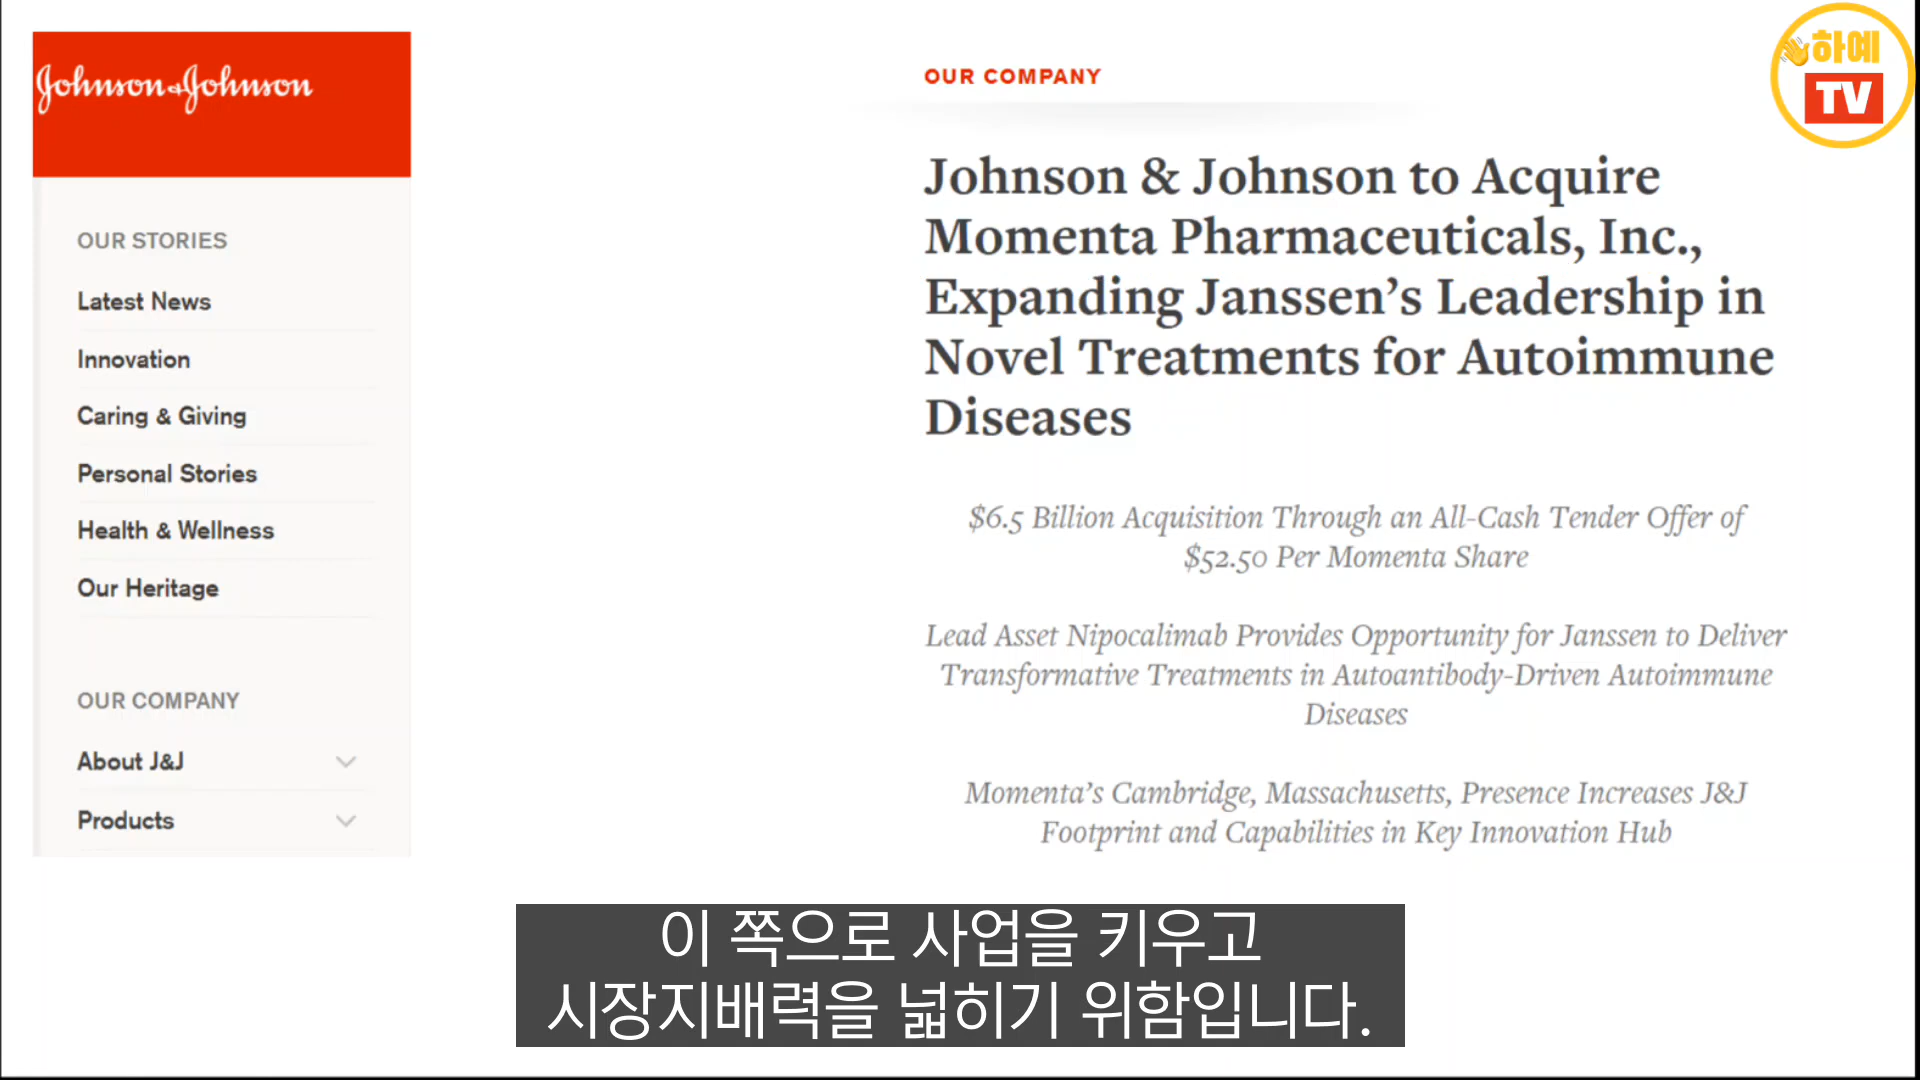 Johnson & Johnson
OUR STORIES
Latest News
Innovation
Caring & Giving
Personal Stories
Health & Wellness
Our Heritage
OUR COMPANY
About J&J
Products
OUR COMPANY
Johnson & Johnson to Acquire
Momenta Pharmaceuticals, Inc.,
Expanding Janssen’s Leadership in
Novel Treatments for Autoimmune
Diseases
$6.5 Billion Acquisition Through an All-Cash Tender Offer of
$52.50 Per Momenta Share
Lead Asset Nipocalimab Provides Opportunity for Janssen to Deliver
Transformative Treatments in Autoantibody-Driven Autoimmune
Diseases
Momenta’s Cambridge, Massachusetts, Presence Increases J&J
Footprint and Capabilities in Key Innovation Hub
하예
TV
이 쪽으로 사업을 키우고
시장지배력을 넓히기 위함입니다.